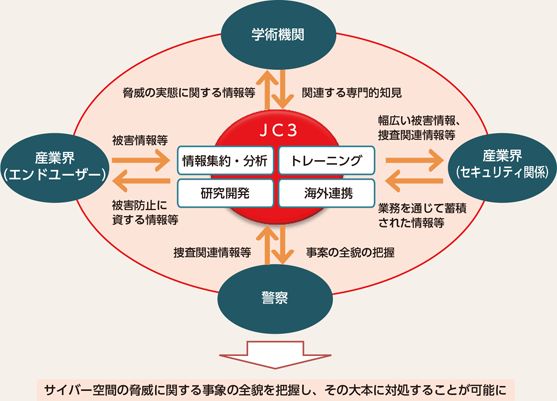 学術機関
脅威の実態に関する情報等
関連する専門的知見
JC3
情報集約・分析
トレーニング
研究開発
海外連携
産業界
(エンドユーザー)
被害情報等
被害防止に
資する情報等
幅広い被害情報、
捜査関連情報等
業務を通じて蓄積
された情報等
産業界
(セキュリティ関係)
捜査関連情報等
事案の全貌の把握
警察
サイバー空間の脅威に関する事象の全貌を把握し、その大本に対処することが可能に